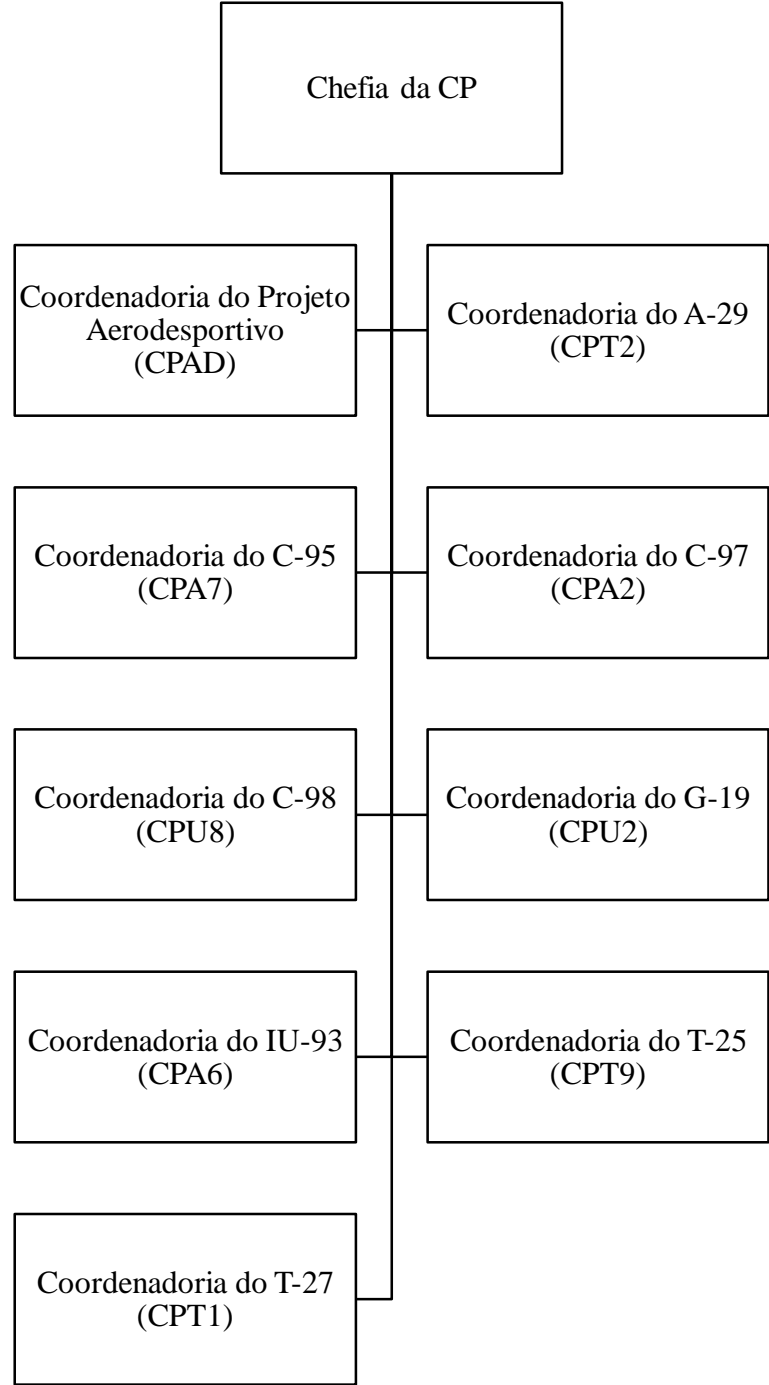 Chefia da CP
Coordenadoria do Projeto
Aerodesportivo
(CPAD)
Coordenadoria do A-29
(CPT2)
Coordenadoria do C-95
(CPA7)
Coordenadoria do C-97
(CPA2)
Coordenadoria do C-98
(CPU8)
Coordenadoria do G-19
(CPU2)
Coordenadoria do IU-93
(CPA6)
Coordenadoria do T-25
(CPT9)
Coordenadoria do T-27
(CPT1)